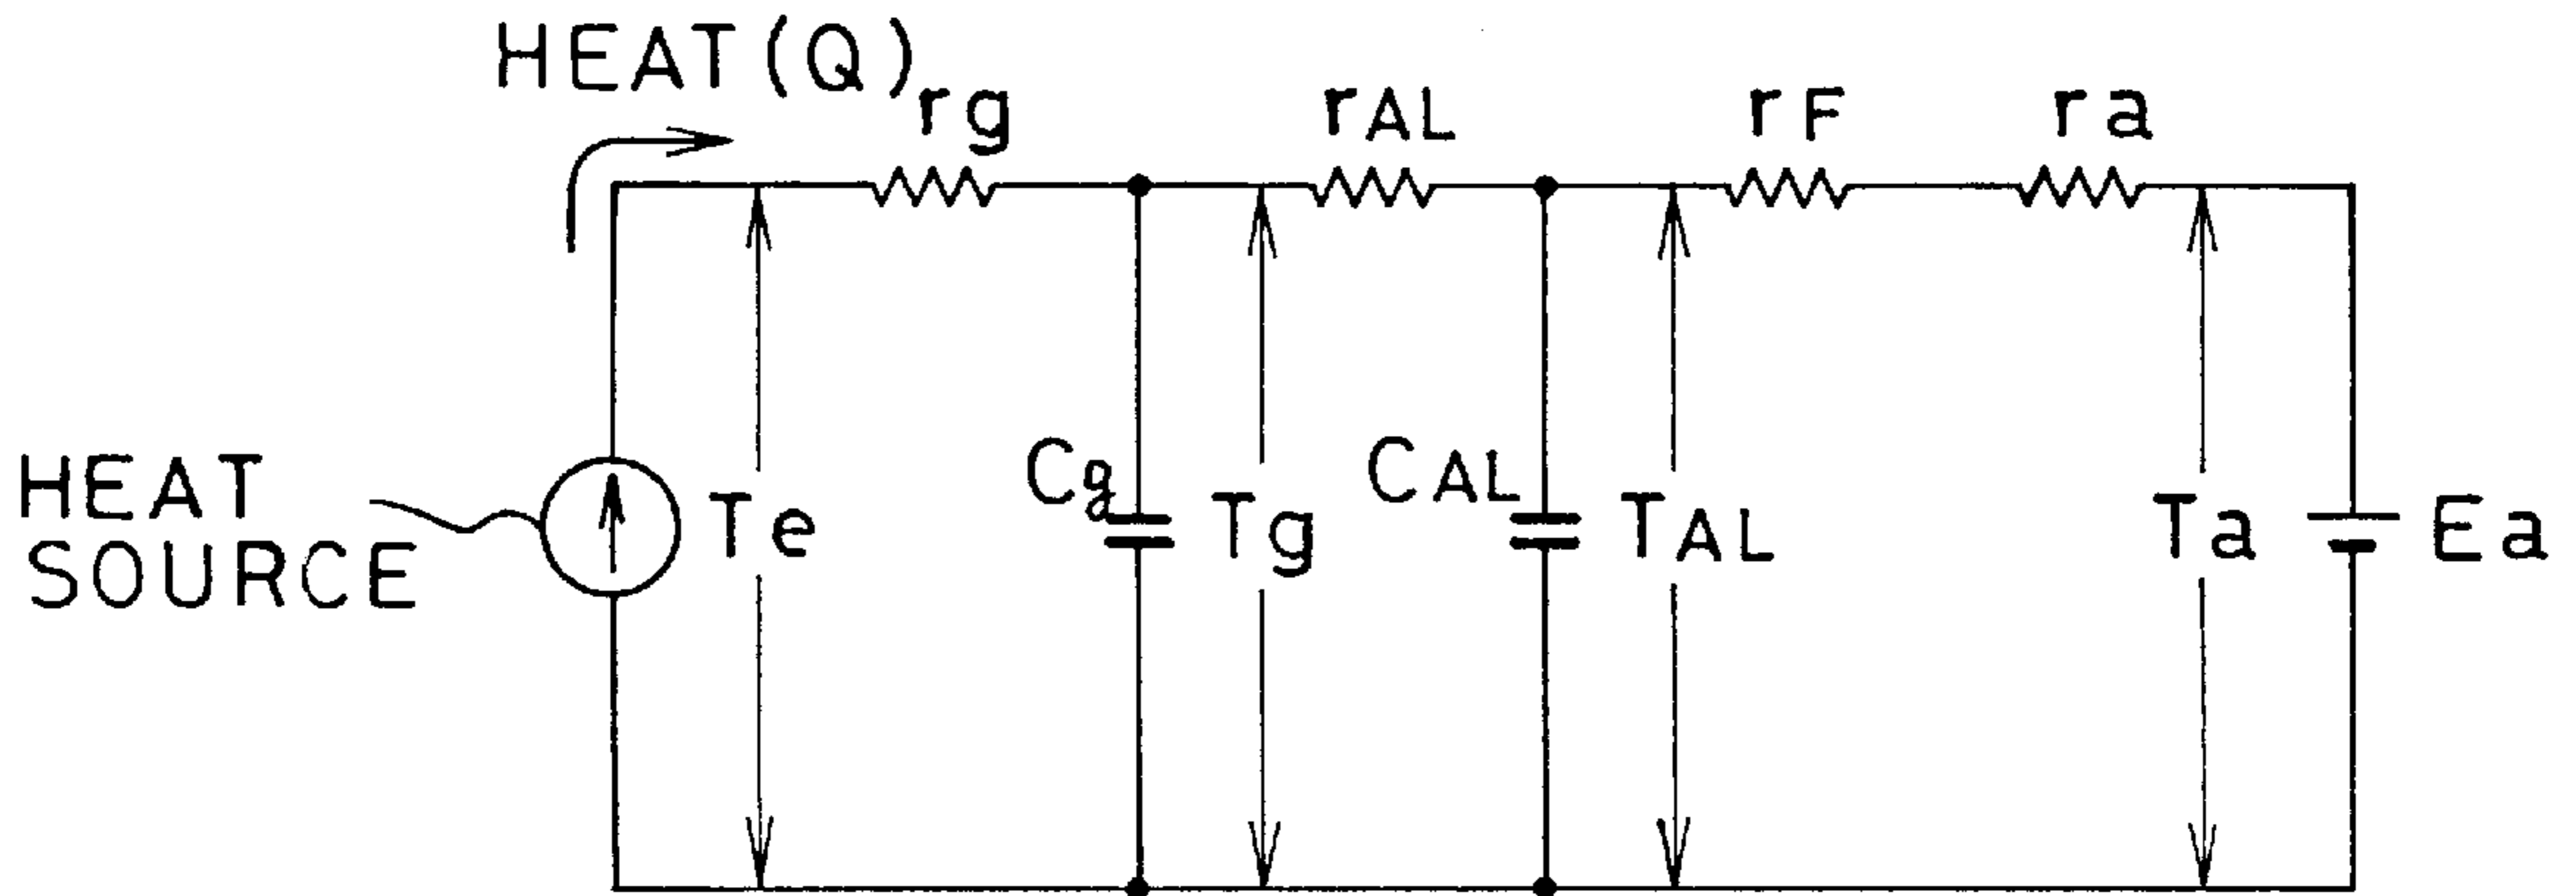 HEAT(Q)
rg
rAL
rF
ra
HEAT
SOURCE
Te
Cg
Tg
CAL
TAL
Ta
Ea